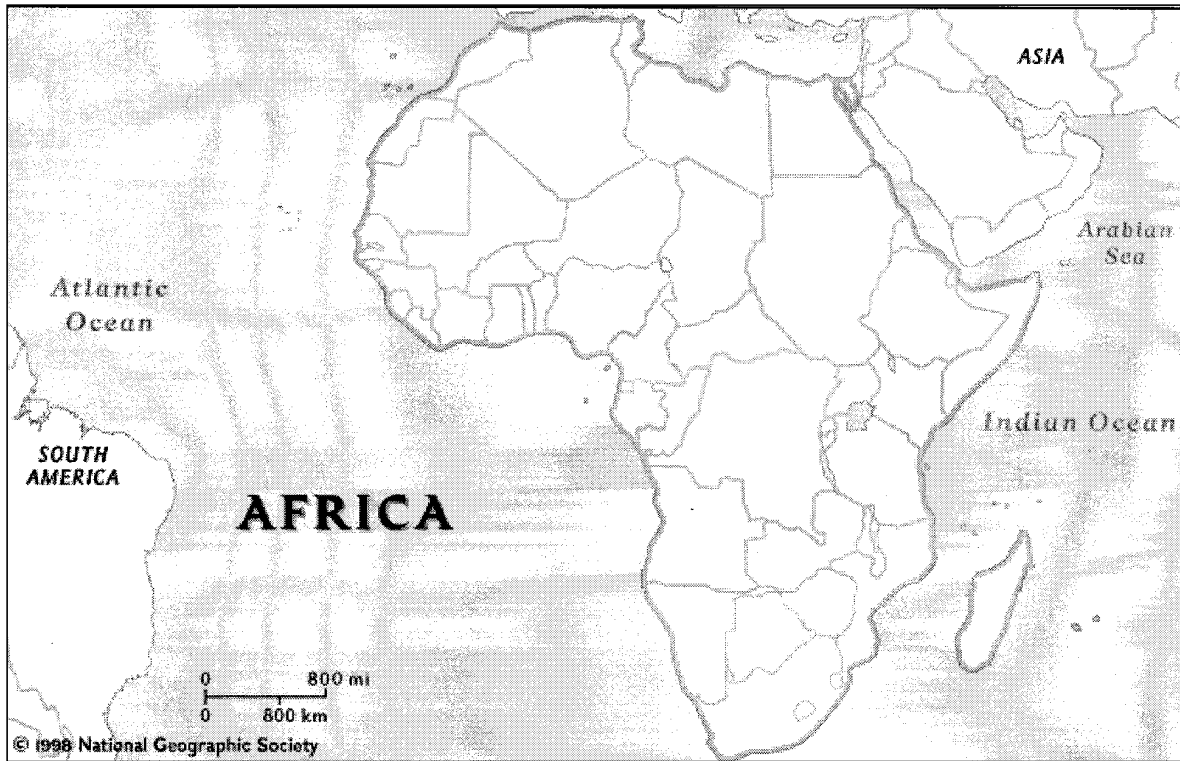 ASIA
Arabian
Sea
Atlantic
Ocean
Indian Ocean
SOUTH
AMERICA
AFRICA
0 800 mi
0 800 km
© 1998 National Geographic Society